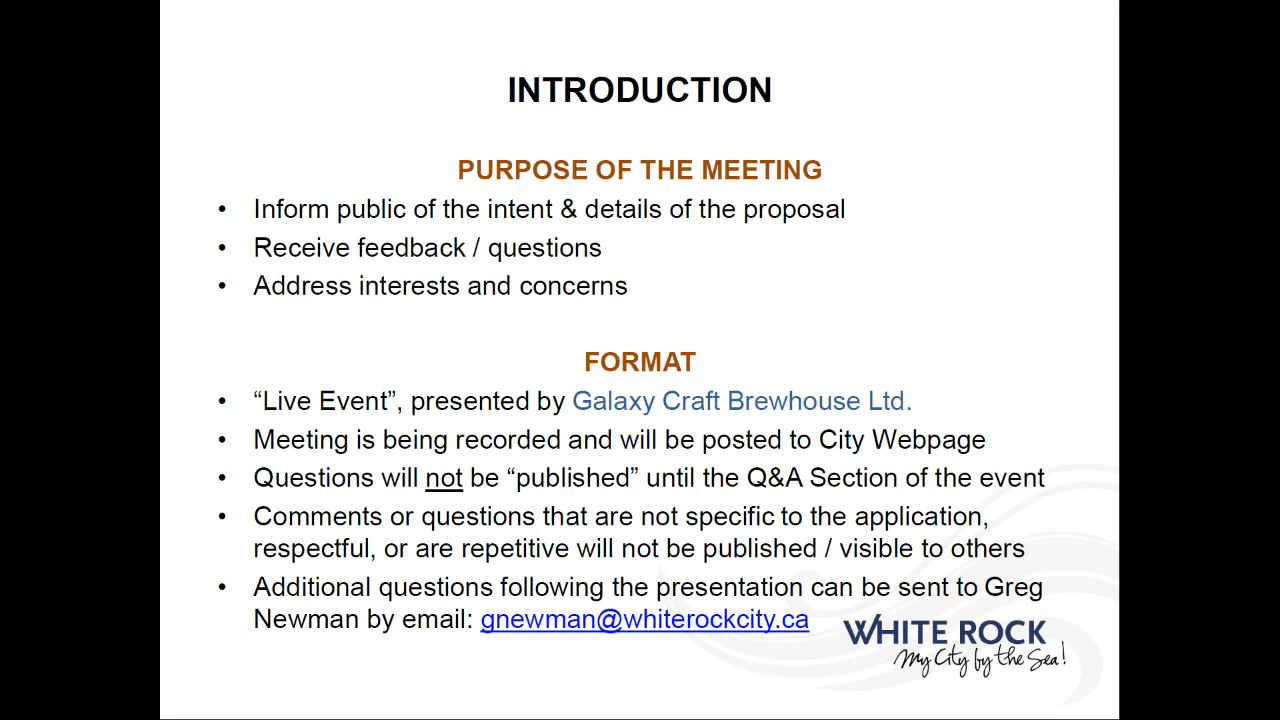 INTRODUCTION
PURPOSE OF THE MEETING
• Inform public of the intent & details of the proposal
• Receive feedback / questions
• Address interests and concerns
FORMAT
• “Live Event”, presented by Galaxy Craft Brewhouse Ltd.
• Meeting is being recorded and will be posted to City Webpage
• Questions will not be “published” until the Q&A Section of the event
• Comments or questions that are not specific to the application,
respectful, or are repetitive will not be published / visible to others
• Additional questions following the presentation can be sent to Greg
Newman by email: gnewman@whiterockcity.ca
WHITE ROCK
My City by the Sea!